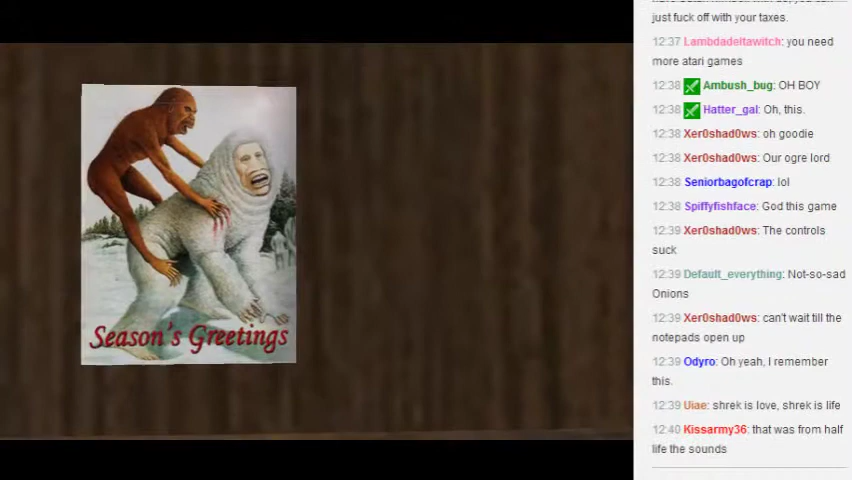 Season's Greetings
just fuck off with your taxes.
12:37 Lambdadeltawitch: you need
more atari games
12:38 Ambush_bug: OH BOY
12:38 Hatter_gal: Oh, this.
12:38 Xer0shad0ws: oh goodie
12:38 Xer0shad0ws: Our ogre lord
12:38 Seniorbagofcrap: lol
12:38 Spiffyfishface: God this game
12:39 Xer0shad0ws: The controls
suck
12:39 Default_everything: Not-so-sad
Onions
12:39 Xer0shad0ws: can't wait till the
notepads open up
12:39 Odyro: Oh yeah, I remember
this.
12:39 Uiae: shrek is love, shrek is life
12:40 Kissarmy36: that was from half
life the sounds